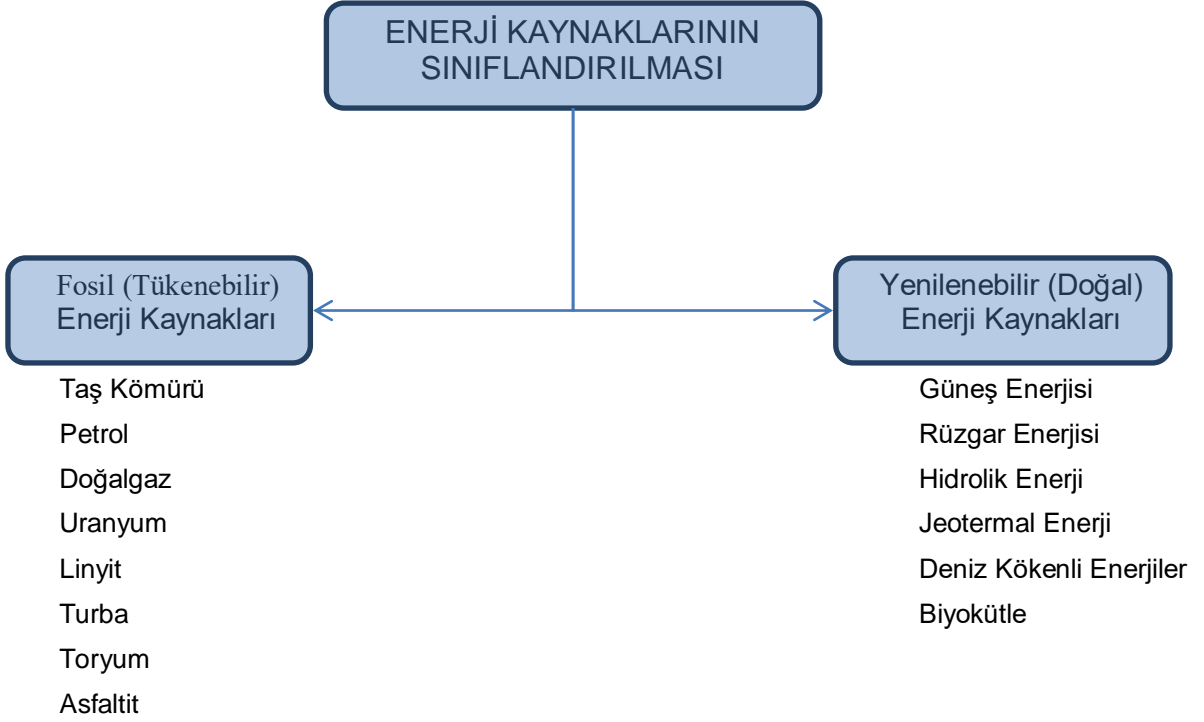 ENERJİ KAYNAKLARININ
SINIFLANDIRILMASI
Fosil (Tükenebilir)
Enerji Kaynakları
Taş Kömürü
Petrol
Doğalgaz
Uranyum
Linyit
Turba
Toryum
Asfaltit
Yenilenebilir (Doğal)
Enerji Kaynakları
Güneş Enerjisi
Rüzgar Enerjisi
Hidrolik Enerji
Jeotermal Enerji
Deniz Kökenli Enerjiler
Biyokütle